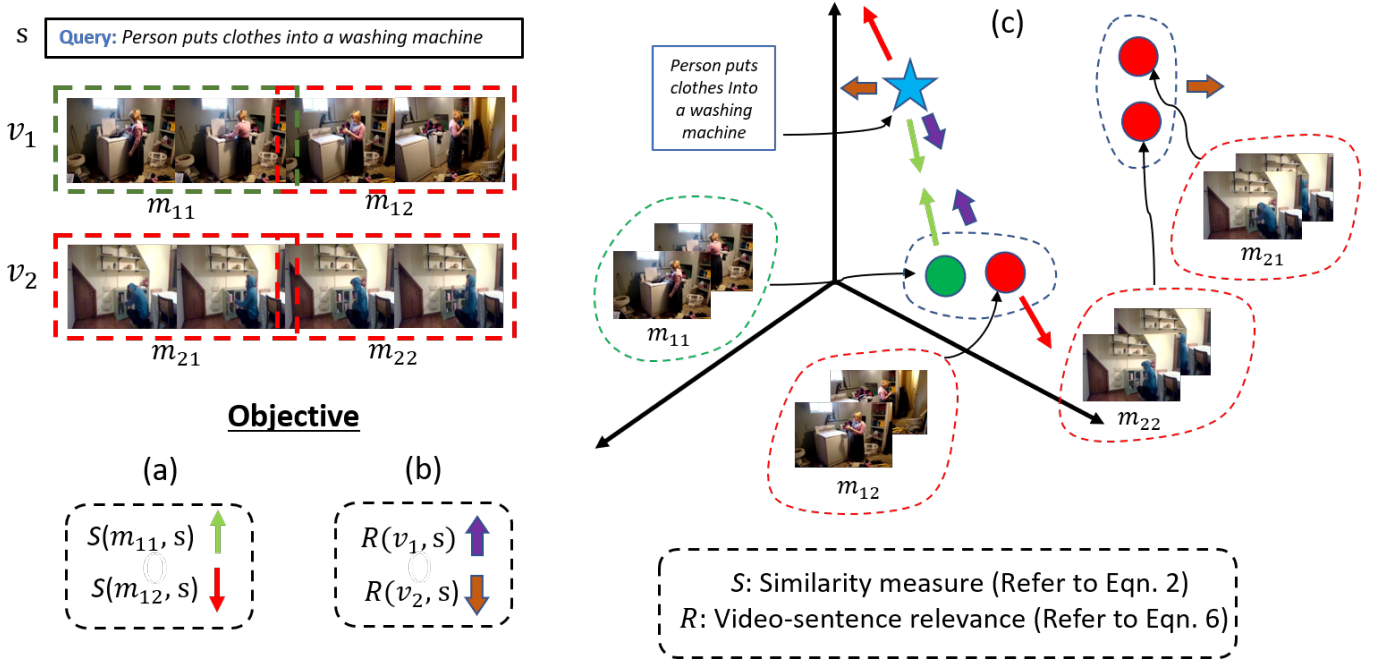 s
Query: Person puts clothes into a washing machine
v₁
m₁₁
m₁₂
v₂
m₂₁
m₂₂
Objective
(a)
S(m₁₁, s)
S(m₁₂, s)
(b)
R(v₁, s)
R(v₂, s)
(c)
Person puts
clothes Into
a washing
machine
m₁₁
m₁₂
m₂₁
m₂₂
S: Similarity measure (Refer to Eqn. 2)
R: Video-sentence relevance (Refer to Eqn. 6)